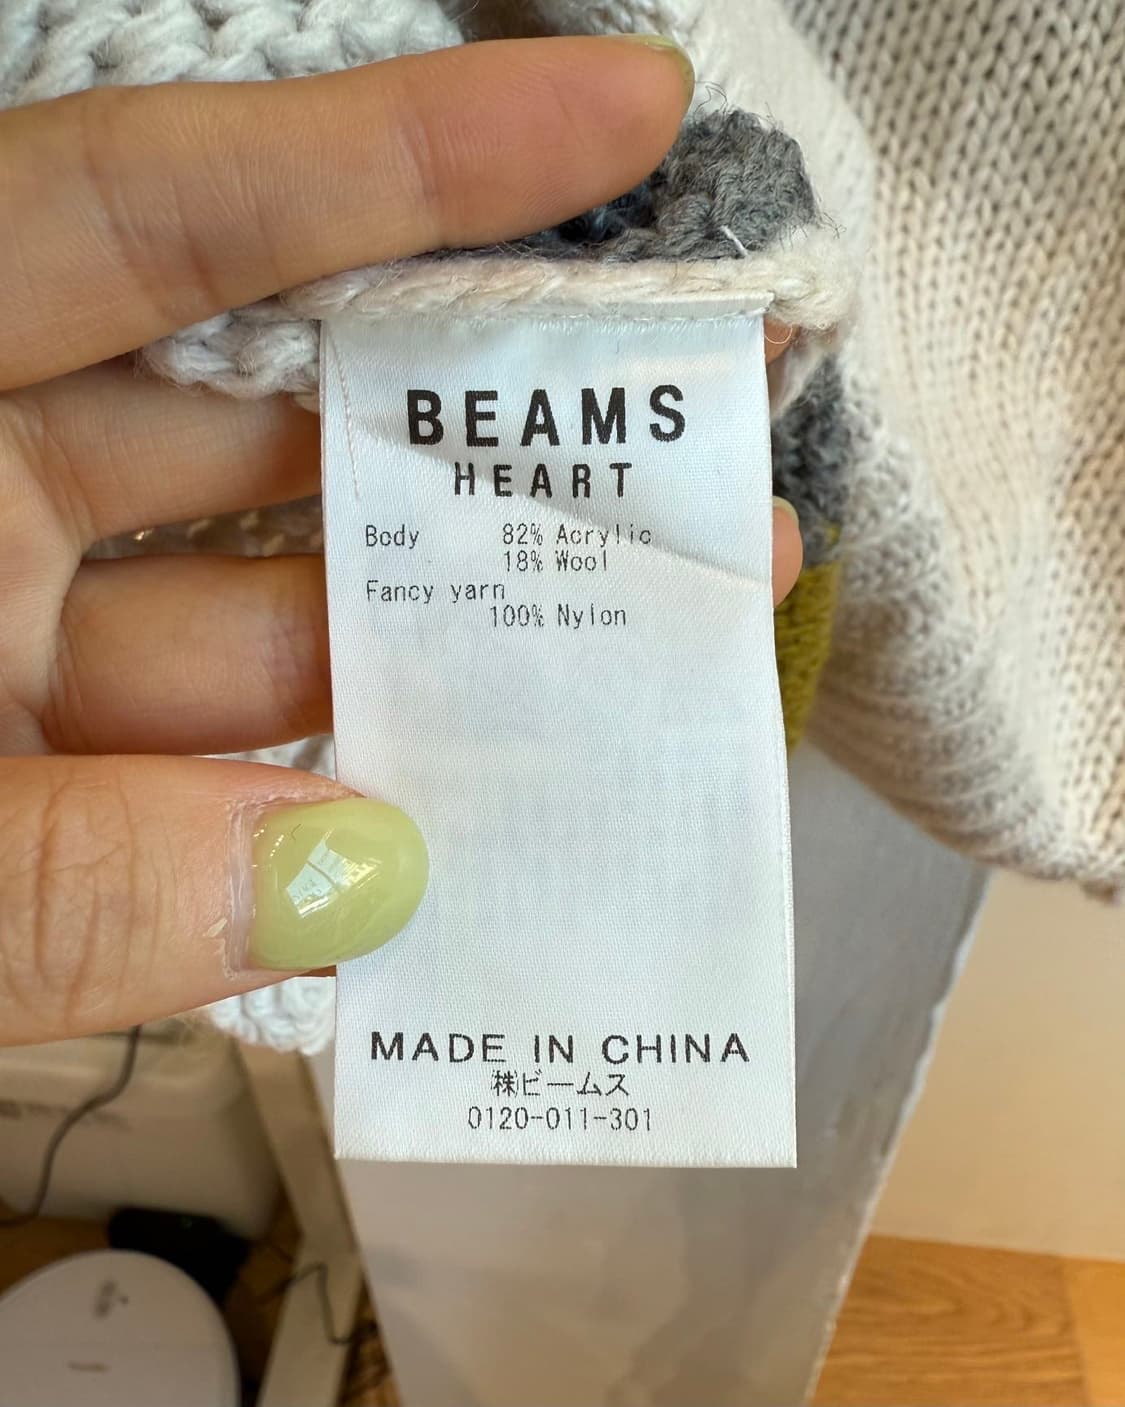 BEAMS
HEART
Body 82% Acrylic
18% Wool
Fancy yarn
100% Nylon
MADE IN CHINA
㈱ビームス
0120-011-301